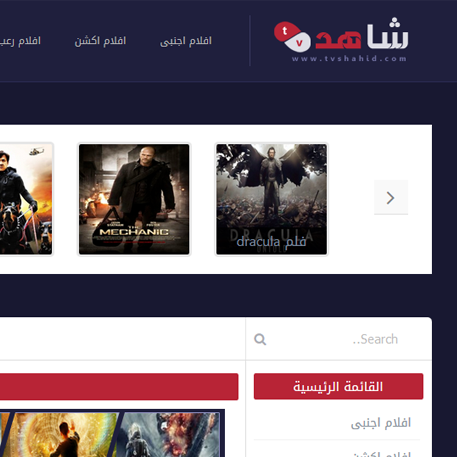 شاهد
tv
www.tvshahid.com
افلام اجنبى
افلام اكشن
افلام رعب
THE MECHANIC
DRACULA
فلم dracula
Search..
القائمة الرئيسية
افلام اجنبى
افلام اكشن